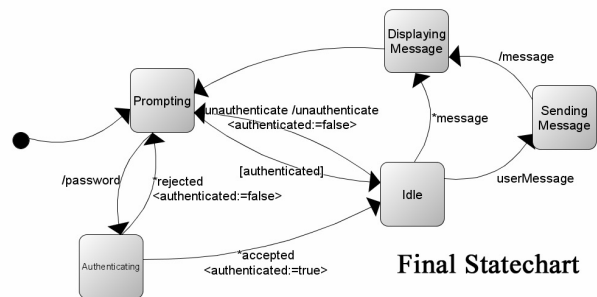 Displaying
Message
/message
Prompting
unauthenticate /unauthenticate
<authenticated:=false>
*message
Sending
Message
[authenticated]
/password
*rejected
<authenticated:=false>
Idle
userMessage
Authenticating
*accepted
<authenticated:=true>
Final Statechart